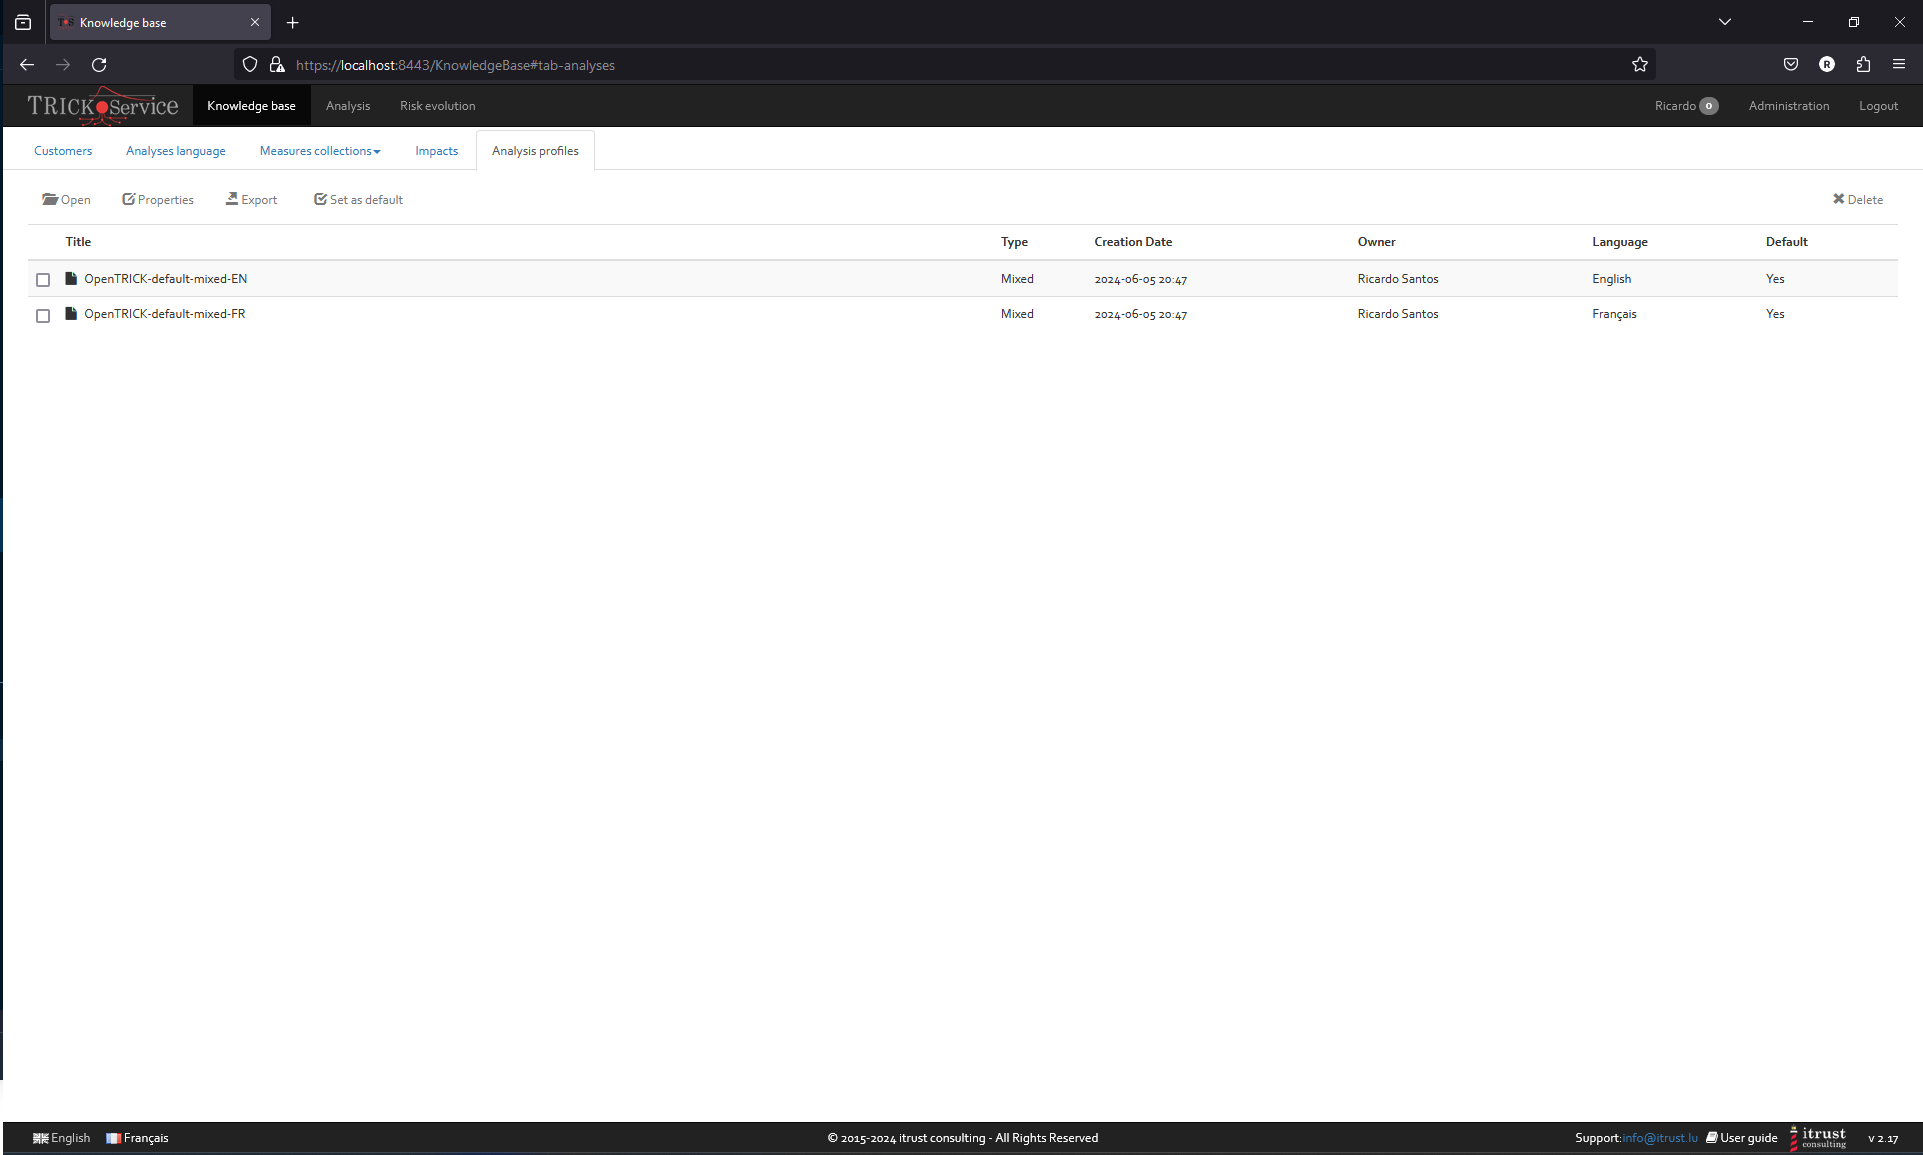 Knowledge base
https://localhost:8443/KnowledgeBase#tab-analyses
R
TRICK Service Knowledge base Analysis Risk evolution Ricardo 0 Administration Logout
Customers Analyses language Measures collections Impacts Analysis profiles
Open Properties Export Set as default Delete
Title Type Creation Date Owner Language Default
OpenTRICK-default-mixed-EN Mixed 2024-06-05 20:47 Ricardo Santos English Yes
OpenTRICK-default-mixed-FR Mixed 2024-06-05 20:47 Ricardo Santos Français Yes
English Français © 2015-2024 itrust consulting - All Rights Reserved Support:info@itrust.lu User guide itrust consulting v 2.17